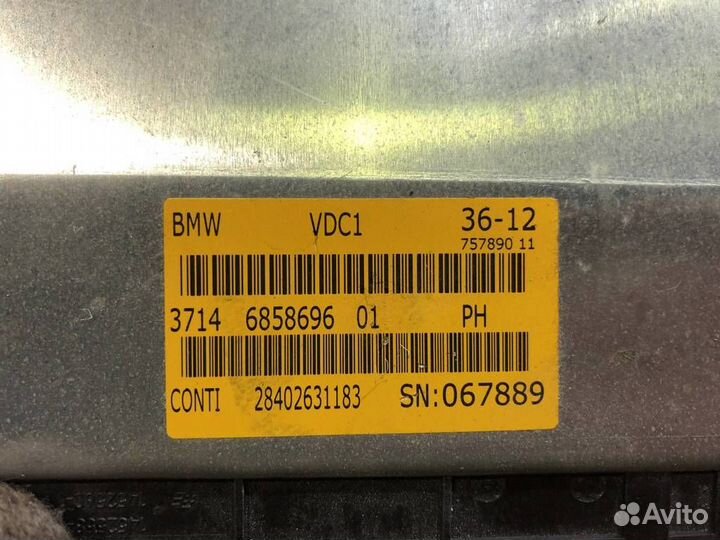 BMW VDC1 36-12
757890 11
3714 6858696 01 PH
CONTI 28402631183 SN:067889
Avito